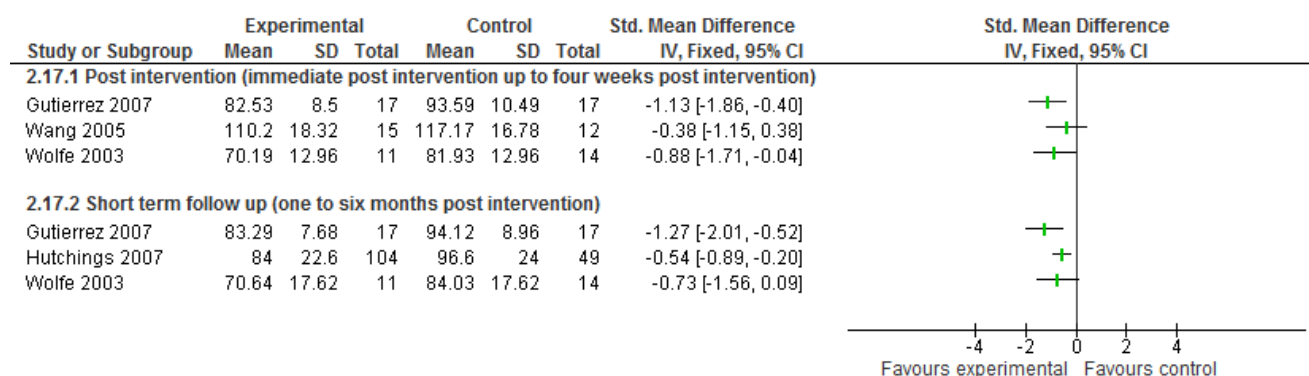 Experimental Control Std. Mean Difference Std. Mean Difference
Study or Subgroup Mean SD Total Mean SD Total IV, Fixed, 95% CI IV, Fixed, 95% CI
2.17.1 Post intervention (immediate post intervention up to four weeks post intervention)
Gutierrez 2007 82.53 8.5 17 93.59 10.49 17 -1.13 [-1.86, -0.40]
Wang 2005 110.2 18.32 15 117.17 16.78 12 -0.38 [-1.15, 0.38]
Wolfe 2003 70.19 12.96 11 81.93 12.96 14 -0.88 [-1.71, -0.04]
2.17.2 Short term follow up (one to six months post intervention)
Gutierrez 2007 83.29 7.68 17 94.12 8.96 17 -1.27 [-2.01, -0.52]
Hutchings 2007 84 22.6 104 96.6 24 49 -0.54 [-0.89, -0.20]
Wolfe 2003 70.64 17.62 11 84.03 17.62 14 -0.73 [-1.56, 0.09]
-4 -2 0 2 4
Favours experimental Favours control